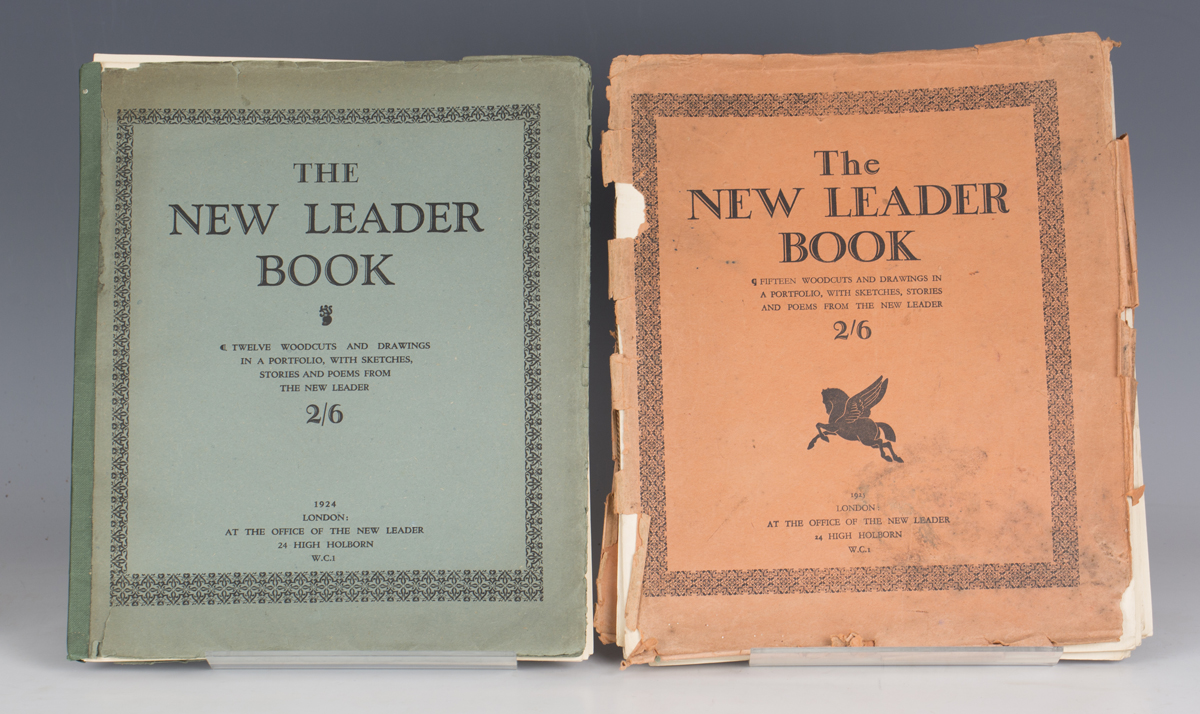 THE
NEW LEADER
BOOK
TWELVE WOODCUTS AND DRAWINGS
IN A PORTFOLIO, WITH SKETCHES,
STORIES AND POEMS FROM
THE NEW LEADER
2/6
1924
LONDON:
AT THE OFFICE OF THE NEW LEADER
24 HIGH HOLBORN
W.C.1
The
NEW LEADER
BOOK
¶ FIFTEEN WOODCUTS AND DRAWINGS IN
A PORTFOLIO, WITH SKETCHES, STORIES
AND POEMS FROM THE NEW LEADER
2/6
1925
LONDON:
AT THE OFFICE OF THE NEW LEADER
24 HIGH HOLBORN
W.C.1